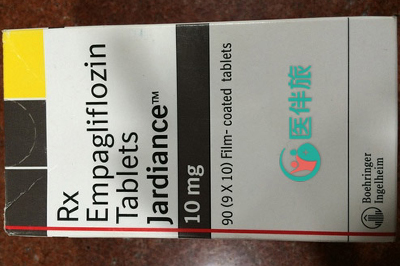 Rx
Empagliflozin
Tablets
Jardiance™
10 mg
90 (9 X 10) Film- coated tablets
医伴旅
Boehringer
Ingelheim